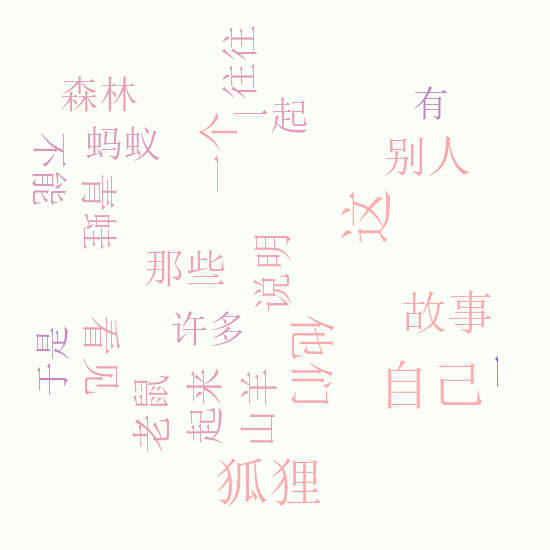 往往
森林
一起
有
一个
蚂蚁
别人
不能
青蛙
这
那些
说明
故事
许多
于是
看见
他们
自己
一
老鼠
起来
山羊
狐狸